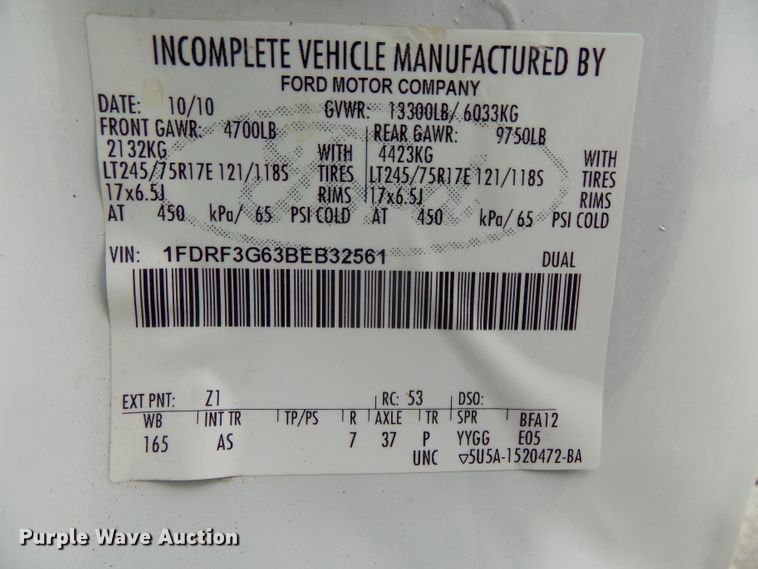 INCOMPLETE VEHICLE MANUFACTURED BY
FORD MOTOR COMPANY
DATE: 10/10 GVWR: 13300LB/ 6033KG
FRONT GAWR: 4700LB REAR GAWR: 9750LB
2132KG WITH 4423KG WITH
LT245/75R17E 121/118S TIRES LT245/75R17E 121/118S TIRES
17x6.5J RIMS 17x6.5J RIMS
AT 450 kPa/ 65 PSI COLD AT 450 kPa/ 65 PSI COLD
VIN: 1FDRF3G63BEB32561 DUAL
EXT PNT: Z1 RC: 53 DSO:
WB INT TR TP/PS R AXLE TR SPR BFA12
165 AS 7 37 P YYGG E05
UNC ▽5U5A-1520472-BA
Purple Wave Auction